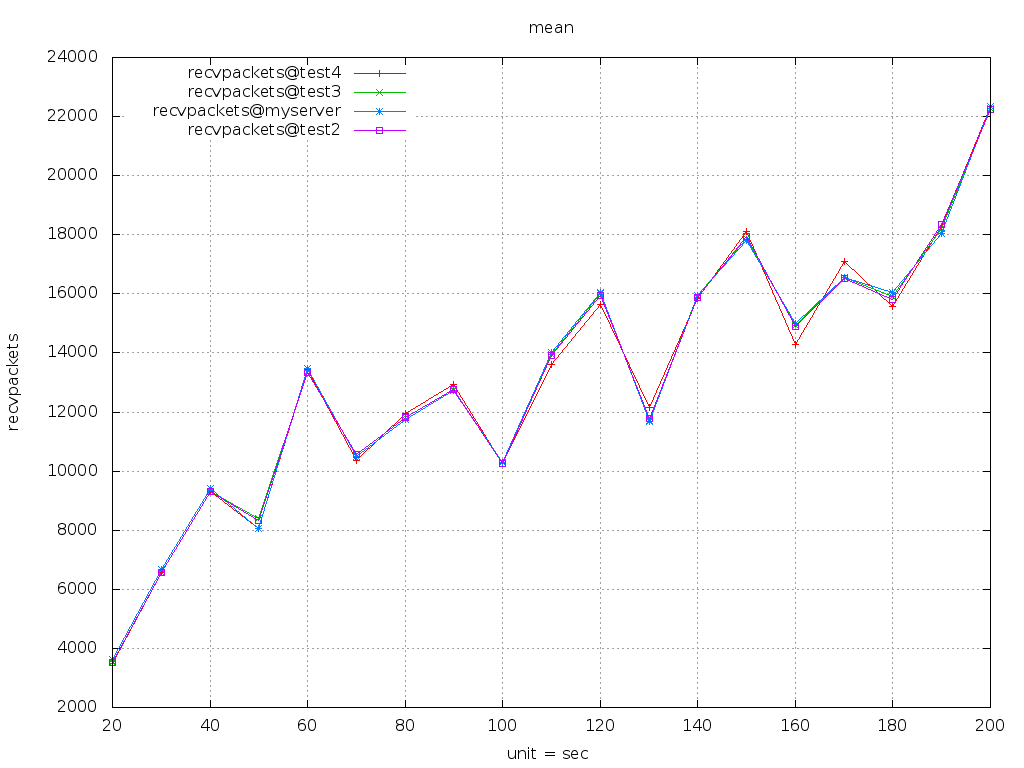 mean
24000
22000
20000
18000
16000
14000
12000
10000
8000
6000
4000
2000
recvpackets
recvpackets@test4
recvpackets@test3
recvpackets@myserver
recvpackets@test2
20 40 60 80 100 120 140 160 180 200
unit = sec